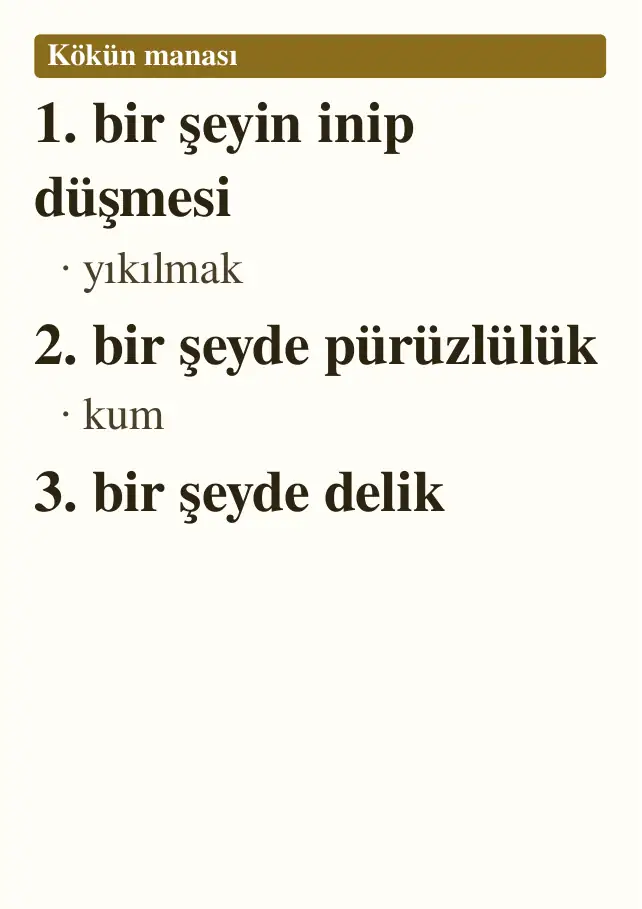 Kökün manası
1. bir şeyin inip
düşmesi
· yıkılmak
2. bir şeyde pürüzlülük
· kum
3. bir şeyde delik